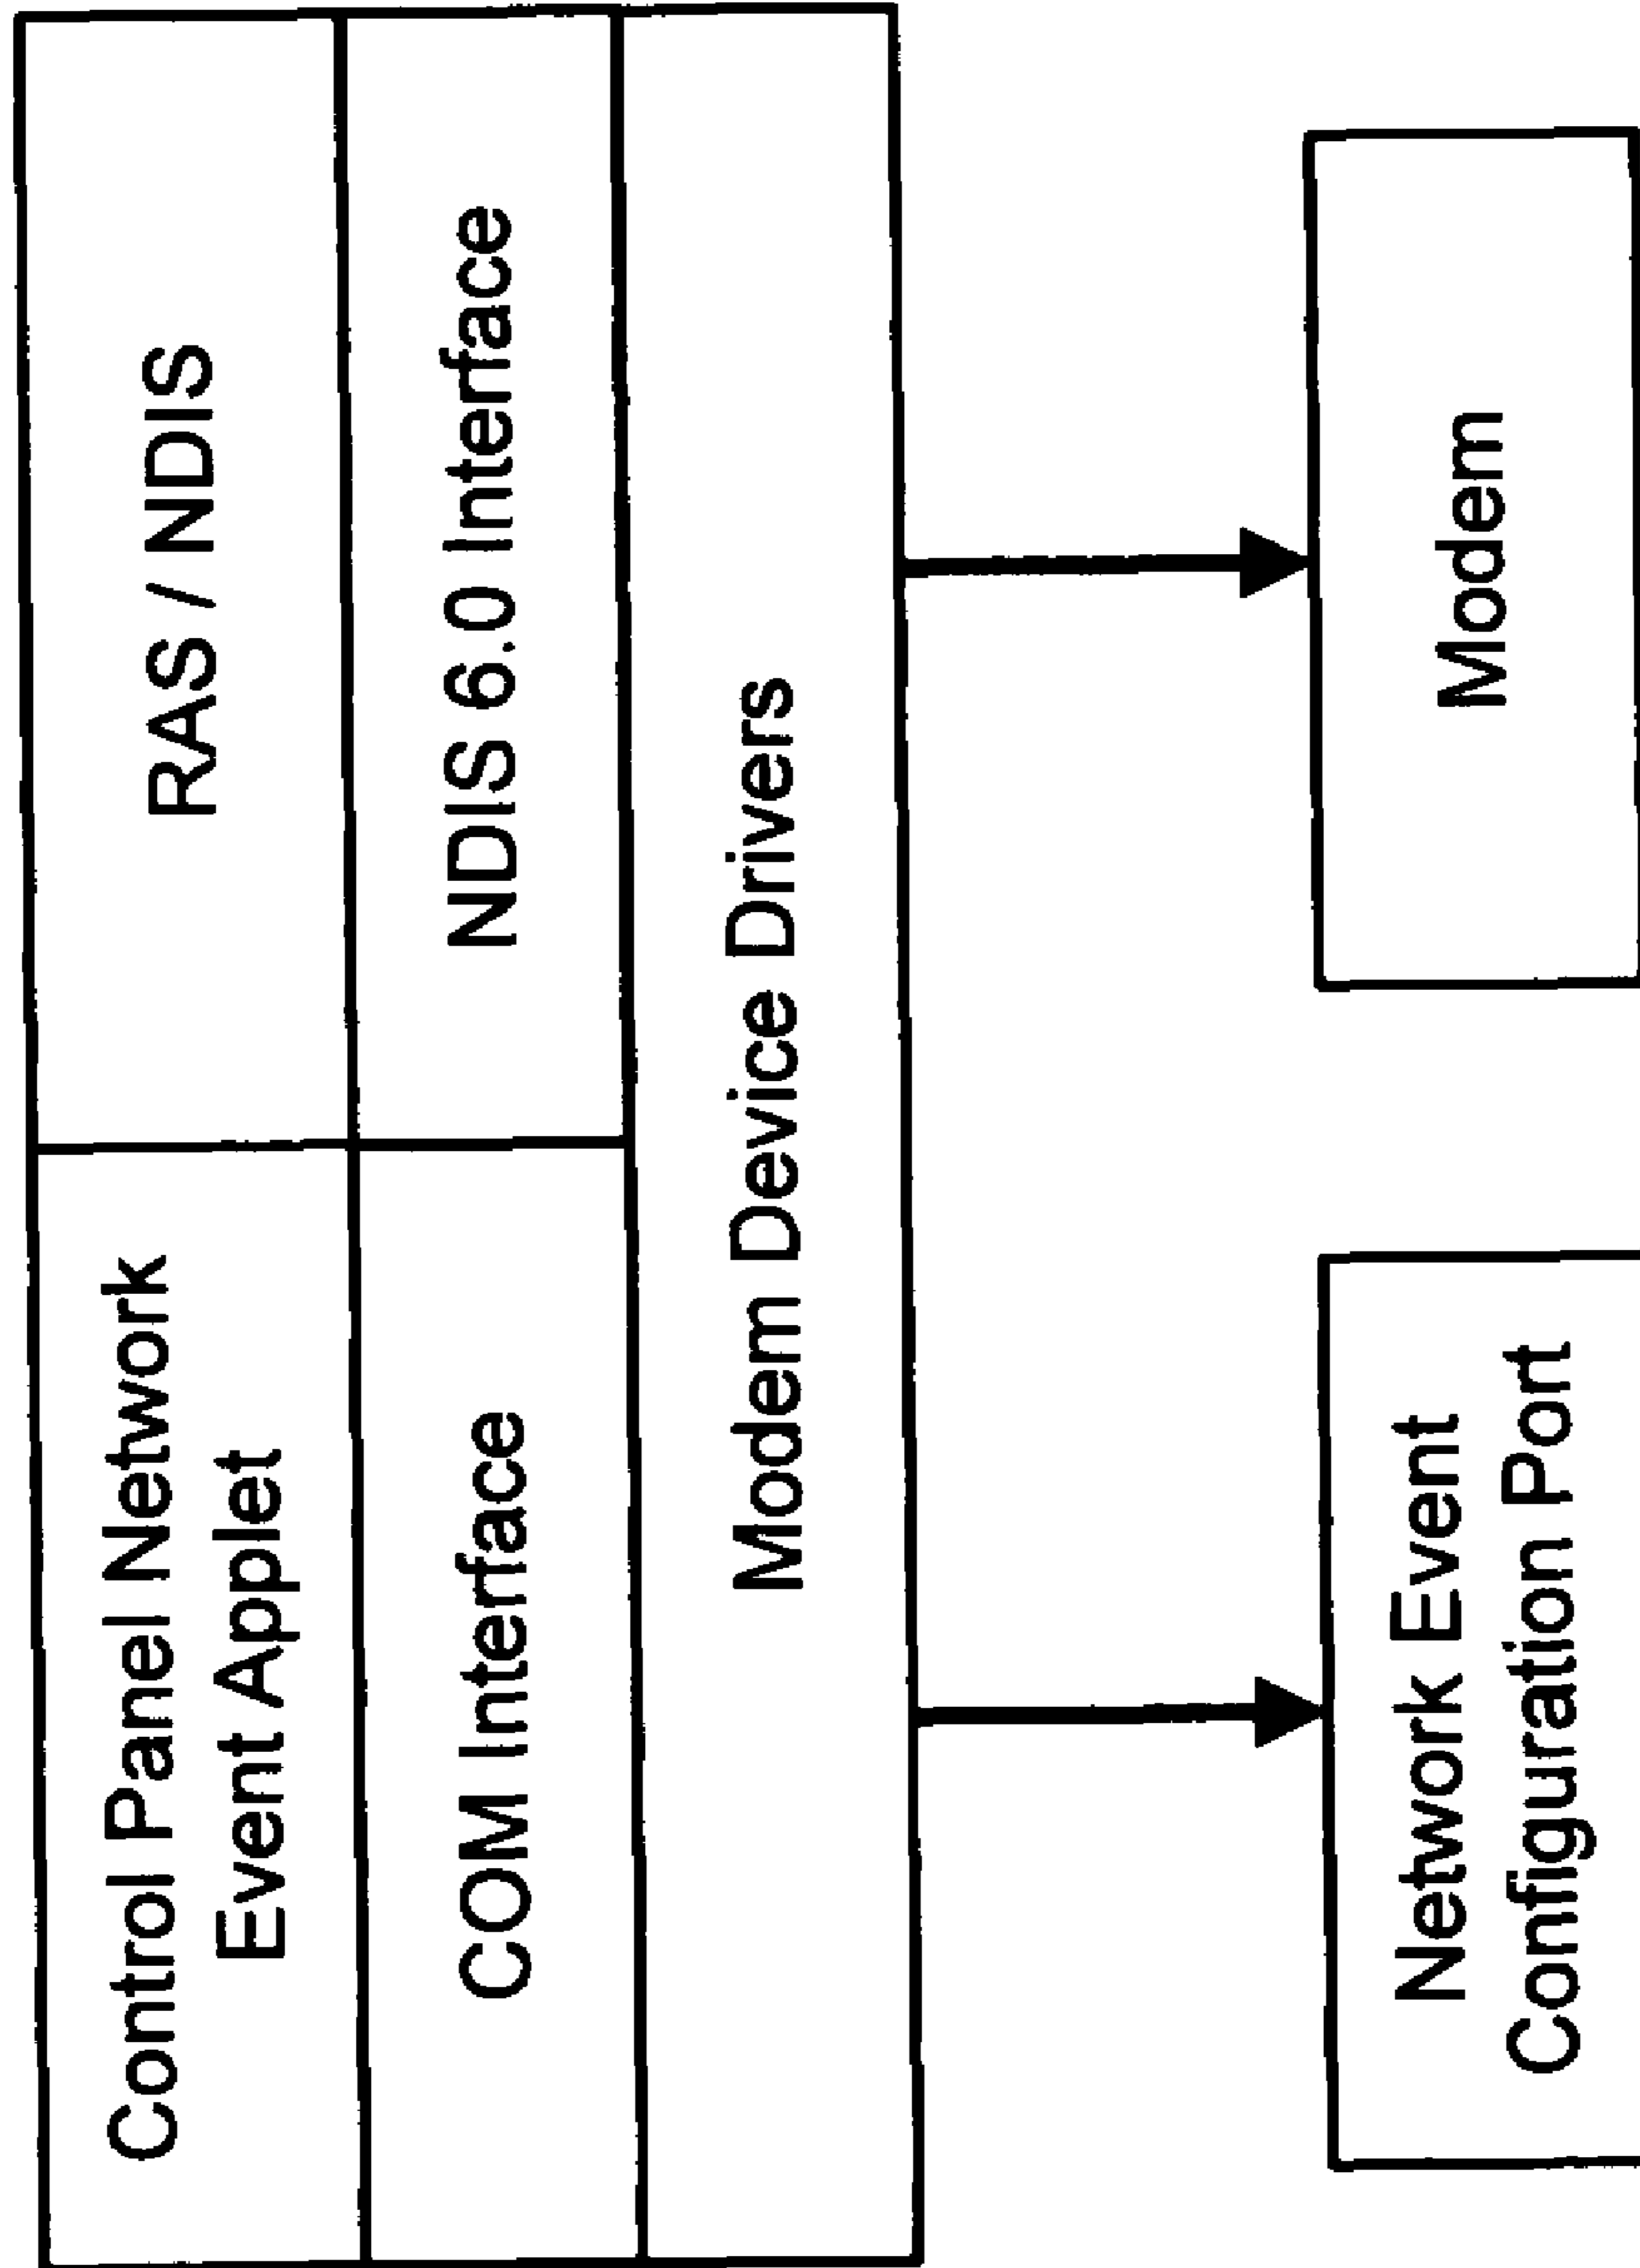 Control Panel Network
Event Applet
RAS / NDIS
COM Interface
NDIS 6.0 Interface
Modem Device Drivers
Network Event
Configuration Port
Modem